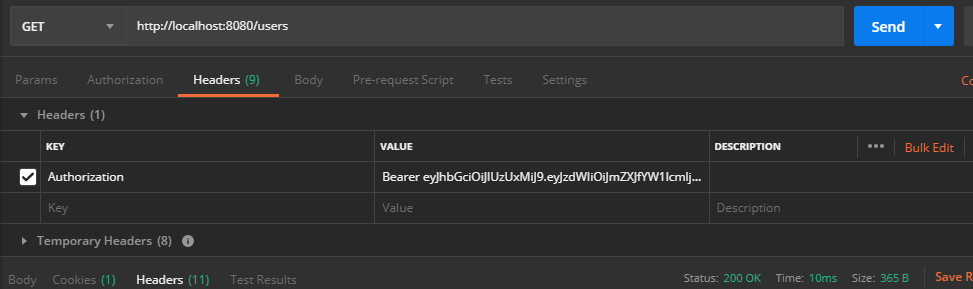 GET http://localhost:8080/users Send
Params Authorization Headers (9) Body Pre-request Script Tests Settings Co
Headers (1)
KEY VALUE DESCRIPTION ••• Bulk Edit
Authorization Bearer eyJhbGciOiJIUzUxMiJ9.eyJzdWIiOiJmZXJfYW1lcmlj...
Key Value Description
Temporary Headers (8)
Body Cookies (1) Headers (11) Test Results Status: 200 OK Time: 10ms Size: 365 B Save R